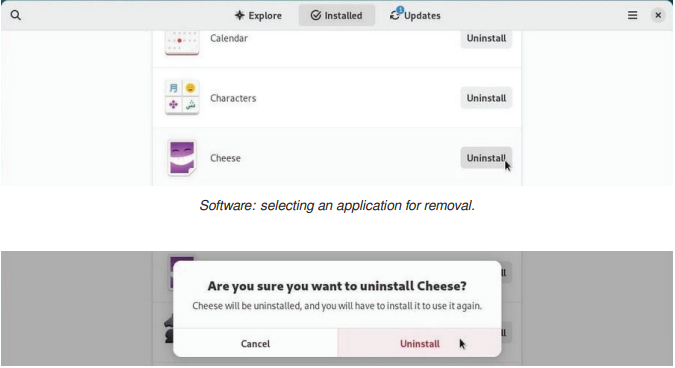 Explore Installed 3 Updates
Calendar Uninstall
Characters Uninstall
月
ش
Cheese Uninstall
Software: selecting an application for removal.
Are you sure you want to uninstall Cheese?
Cheese will be uninstalled, and you will have to install it to use it again.
Cancel Uninstall